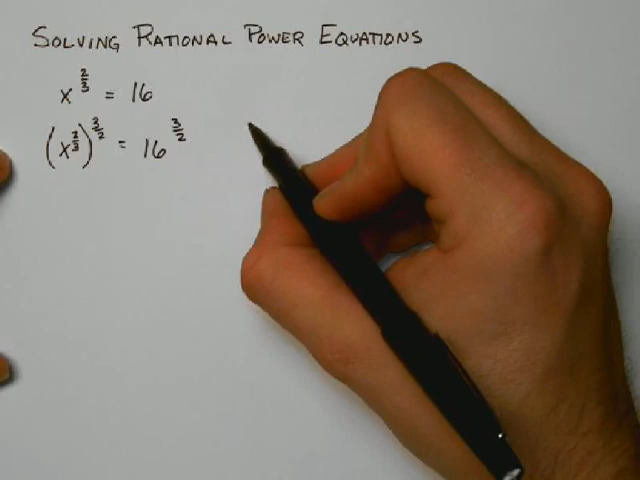 SOLVING RATIONAL POWER EQUATIONS
x^(2/3) = 16
(x^(2/3))^(3/2) = 16^(3/2)